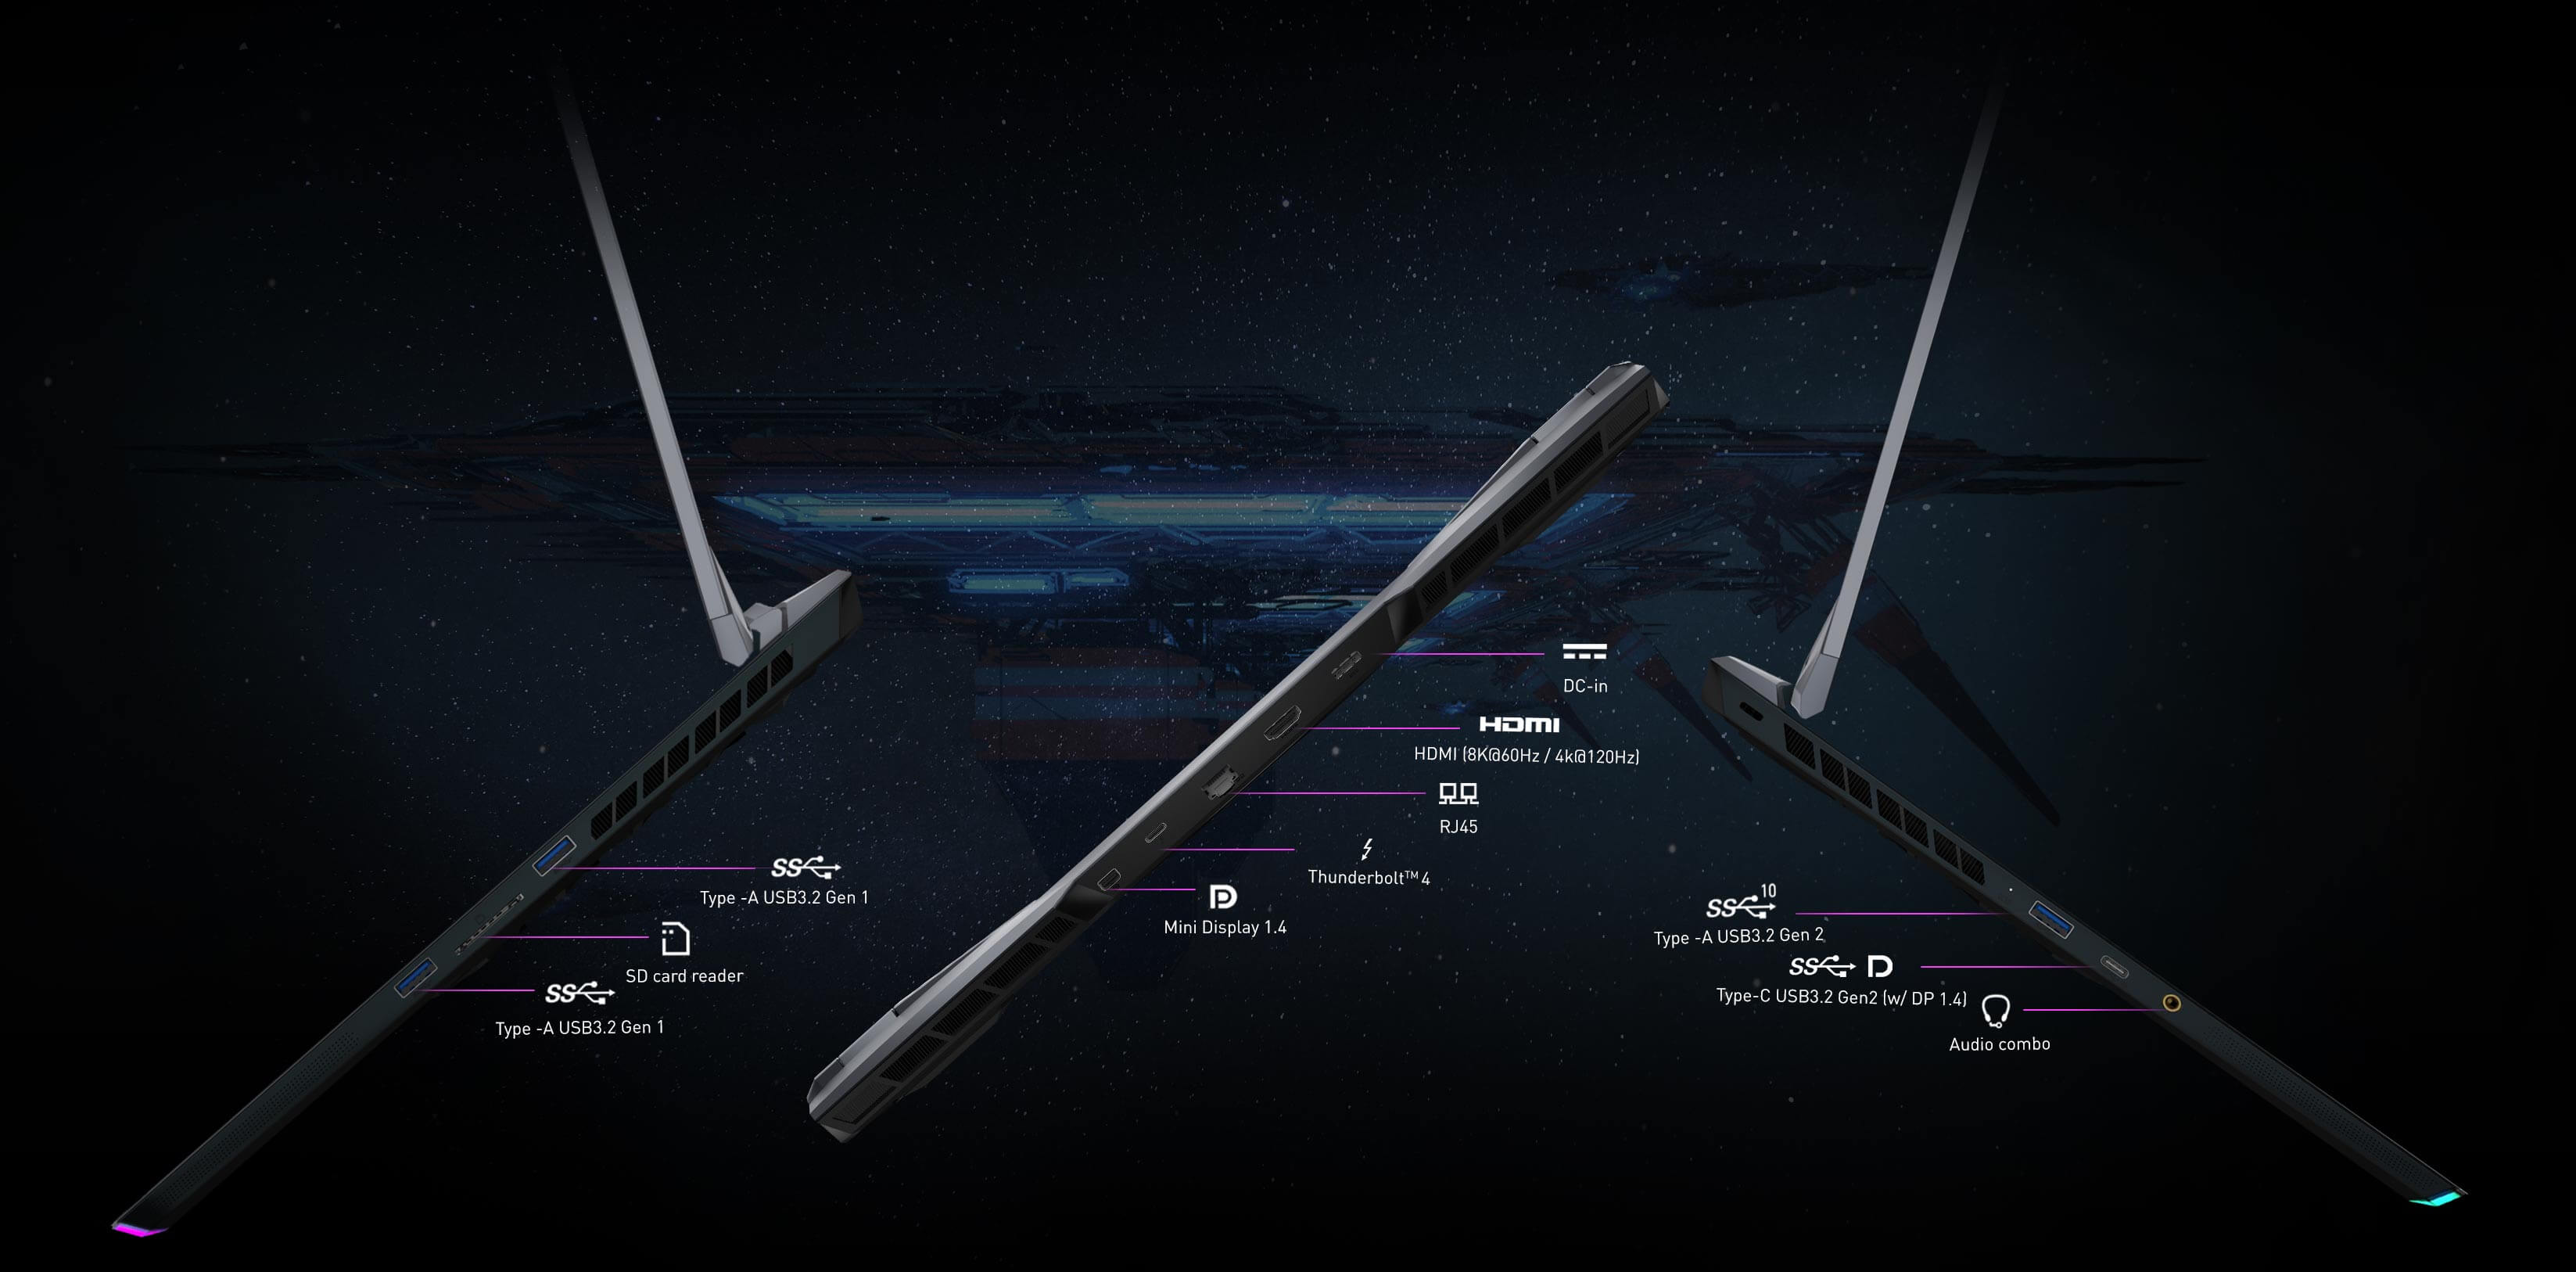 Type -A USB3.2 Gen 1
SD card reader
Type -A USB3.2 Gen 1
DC-in
HDMI
HDMI (8K@60Hz / 4k@120Hz)
RJ45
Thunderbolt™ 4
Mini Display 1.4
SS 10
Type -A USB3.2 Gen 2
SS
Type-C USB3.2 Gen2 (w/ DP 1.4)
Audio combo